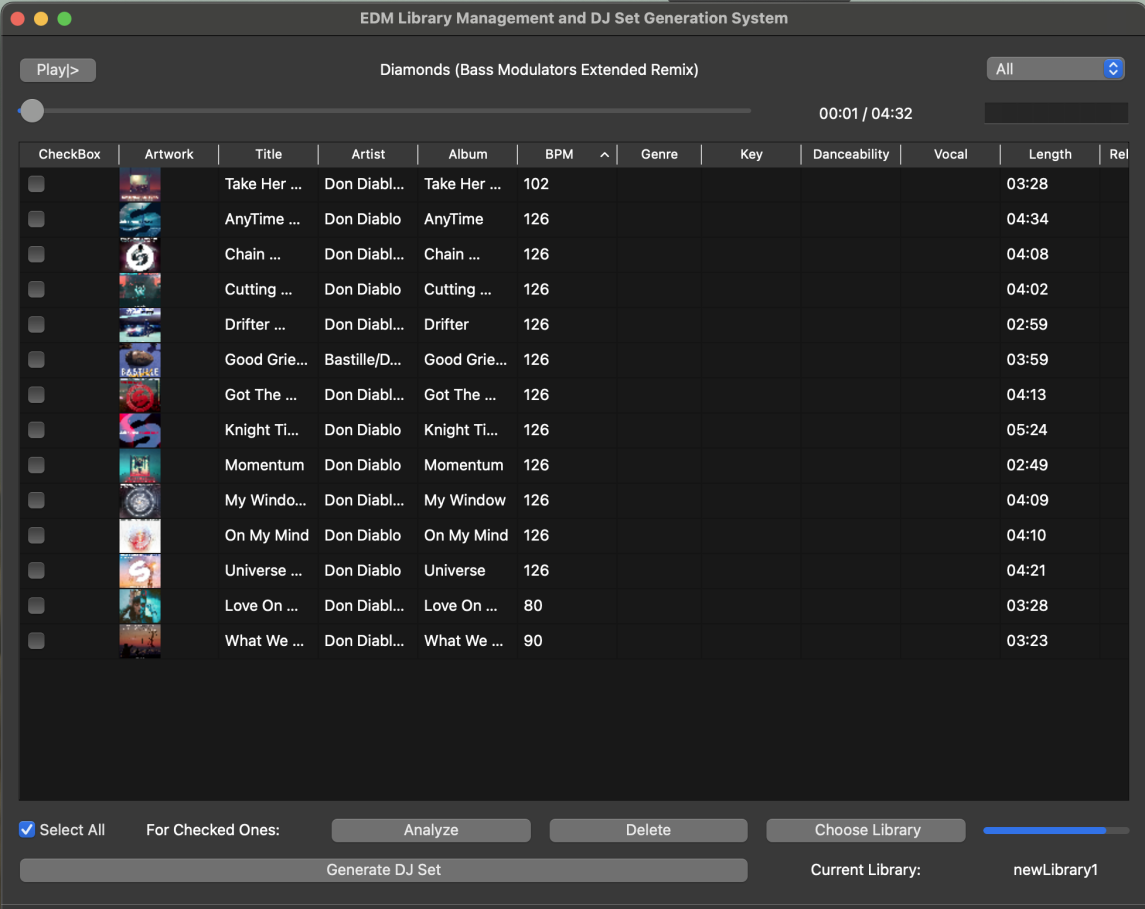 EDM Library Management and DJ Set Generation System
Play|>
Diamonds (Bass Modulators Extended Remix)
All
00:01 / 04:32
CheckBox Artwork Title Artist Album BPM Genre Key Danceability Vocal Length Rel
Take Her ... Don Diabl... Take Her ... 102 03:28
AnyTime ... Don Diablo AnyTime 126 04:34
Chain ... Don Diabl... Chain ... 126 04:08
Cutting ... Don Diablo Cutting ... 126 04:02
Drifter ... Don Diabl... Drifter 126 02:59
BASTILLE Good Grie... Bastille/D... Good Grie... 126 03:59
Got The ... Don Diabl... Got The ... 126 04:13
Knight Ti... Don Diablo Knight Ti... 126 05:24
Momentum Don Diablo Momentum 126 02:49
My Windo... Don Diabl... My Window 126 04:09
On My Mind Don Diablo On My Mind 126 04:10
Universe ... Don Diablo Universe 126 04:21
Love On ... Don Diabl... Love On ... 80 03:28
What We ... Don Diabl... What We ... 90 03:23
Select All For Checked Ones: Analyze Delete Choose Library
Generate DJ Set Current Library: newLibrary1